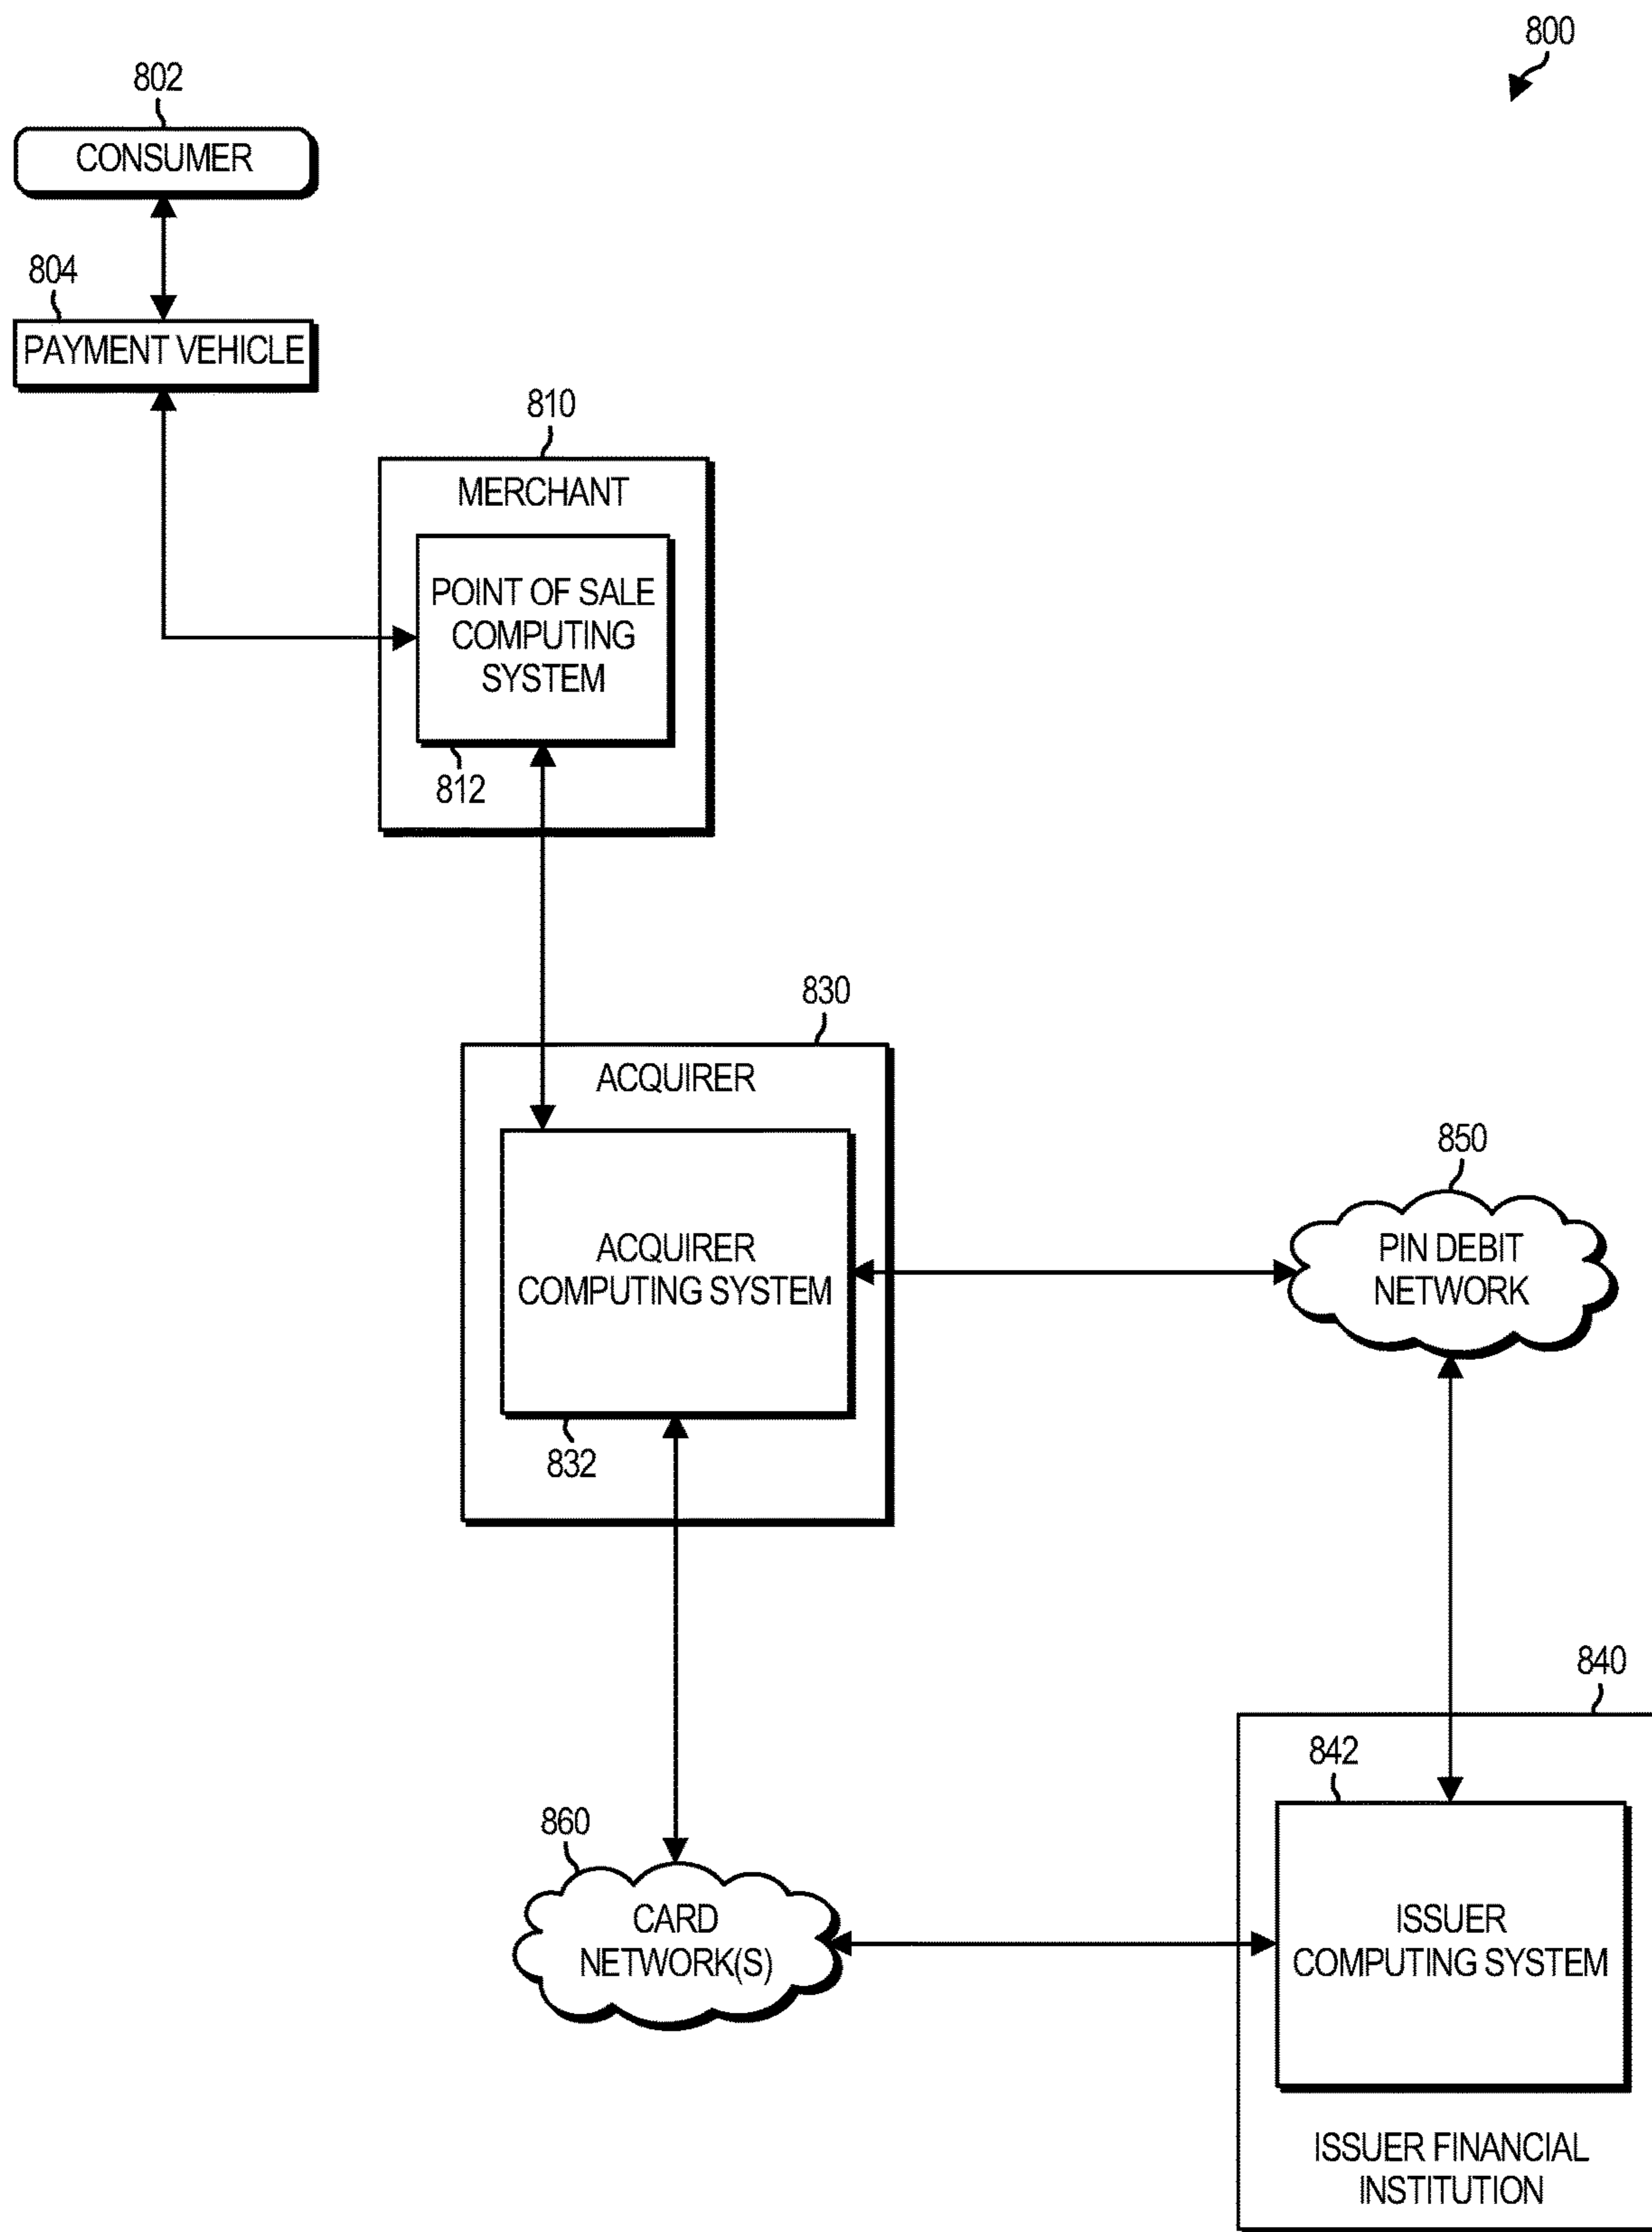 800
802
CONSUMER
804
PAYMENT VEHICLE
810
MERCHANT
POINT OF SALE
COMPUTING
SYSTEM
812
830
ACQUIRER
ACQUIRER
COMPUTING SYSTEM
832
850
PIN DEBIT
NETWORK
840
842
ISSUER
COMPUTING SYSTEM
ISSUER FINANCIAL
INSTITUTION
860
CARD
NETWORK(S)